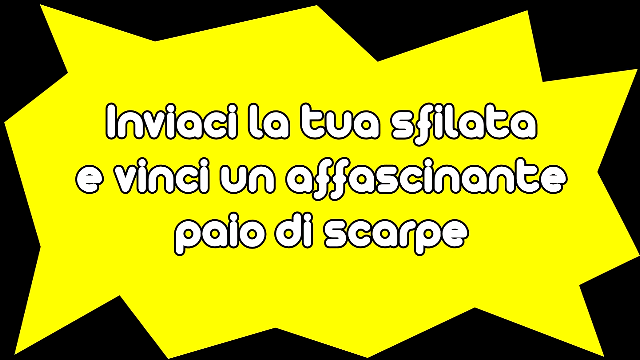 Inviaci la tua sfilata
e vinci un affascinante
paio di scarpe